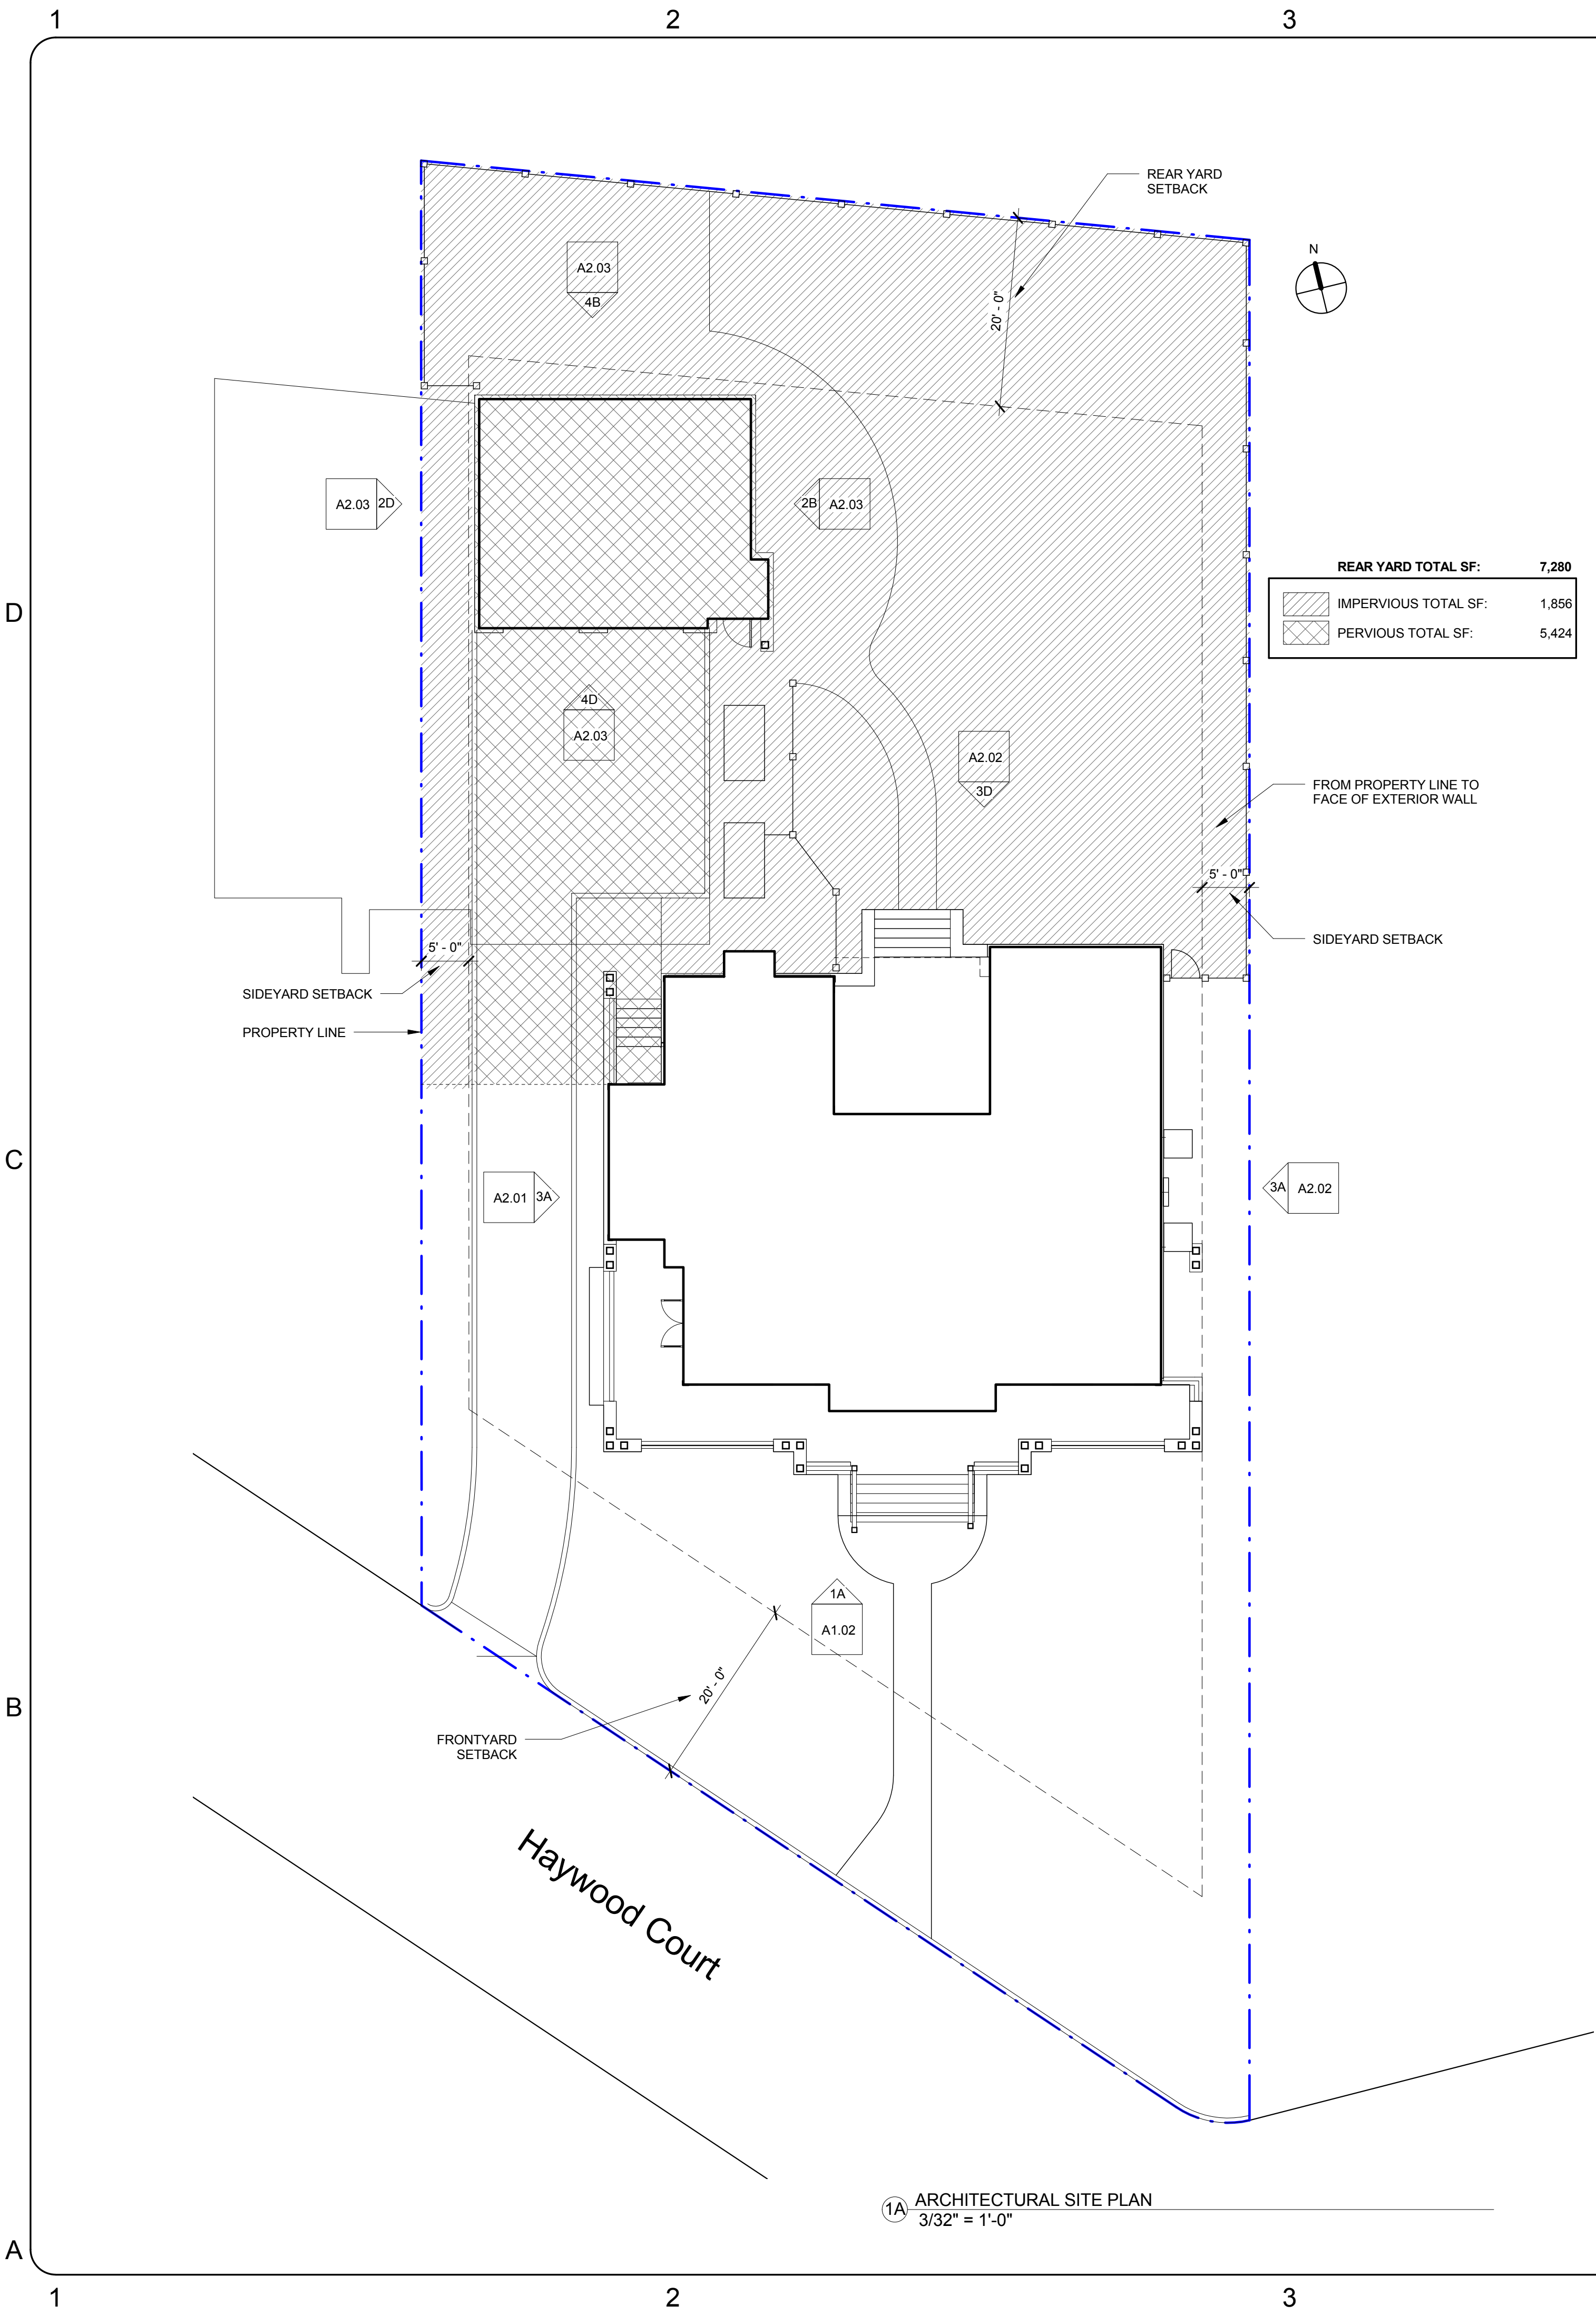 1 2 3
REAR YARD
SETBACK
N
A2.03
4B
20' - 0"
A2.03 2D
2B A2.03
REAR YARD TOTAL SF: 7,280
IMPERVIOUS TOTAL SF: 1,856
PERVIOUS TOTAL SF: 5,424
D
4D
A2.03
A2.02
3D
FROM PROPERTY LINE TO
FACE OF EXTERIOR WALL
5' - 0"
SIDEYARD SETBACK
5' - 0"
SIDEYARD SETBACK
PROPERTY LINE
C
A2.01 3A
3A A2.02
1A
A1.02
20' - 0"
B
FRONTYARD
SETBACK
Haywood Court
1A ARCHITECTURAL SITE PLAN
3/32" = 1'-0"
A
1 2 3